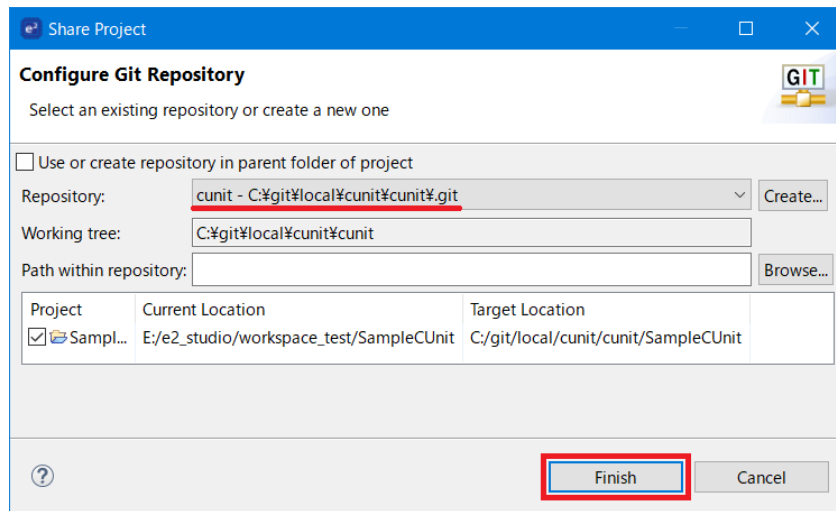 e² Share Project
Configure Git Repository
GIT
Select an existing repository or create a new one
Use or create repository in parent folder of project
Repository: cunit - C:¥git¥local¥cunit¥cunit¥.git Create...
Working tree: C:¥git¥local¥cunit¥cunit
Path within repository: Browse...
Project Current Location Target Location
Sampl... E:/e2_studio/workspace_test/SampleCUnit C:/git/local/cunit/cunit/SampleCUnit
? Finish Cancel